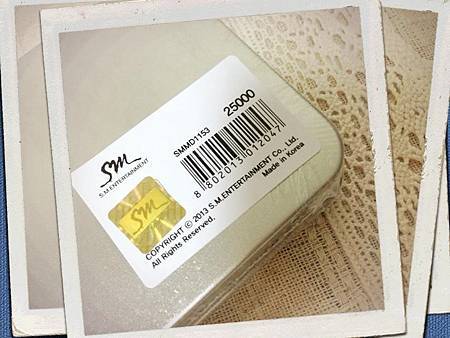 SM
S.M.ENTERTAINMENT
SMMD1153
25000
8 802013 012047
SM
COPYRIGHT © 2013 S.M.ENTERTAINMENT Co., Ltd.
All Rights Reserved.
Made in Korea